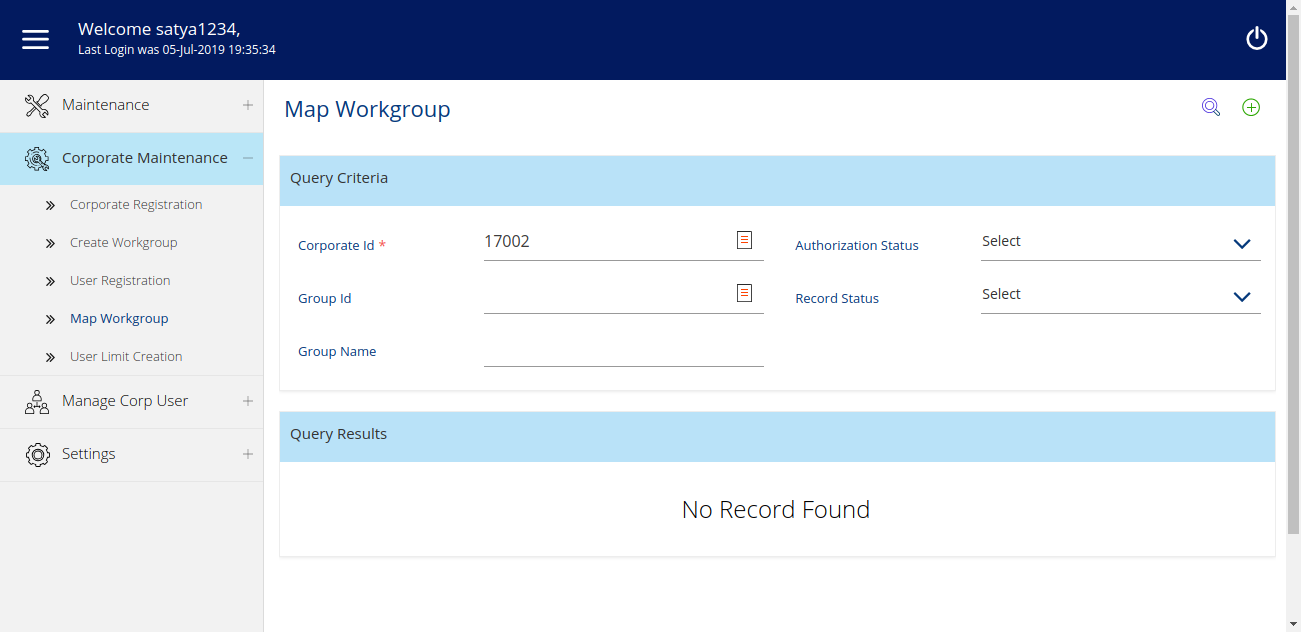 Welcome satya1234,
Last Login was 05-Jul-2019 19:35:34
Maintenance
Corporate Maintenance
Corporate Registration
Create Workgroup
User Registration
Map Workgroup
User Limit Creation
Manage Corp User
Settings
Map Workgroup
Query Criteria
Corporate Id * 17002 Authorization Status Select
Group Id Record Status Select
Group Name
Query Results
No Record Found